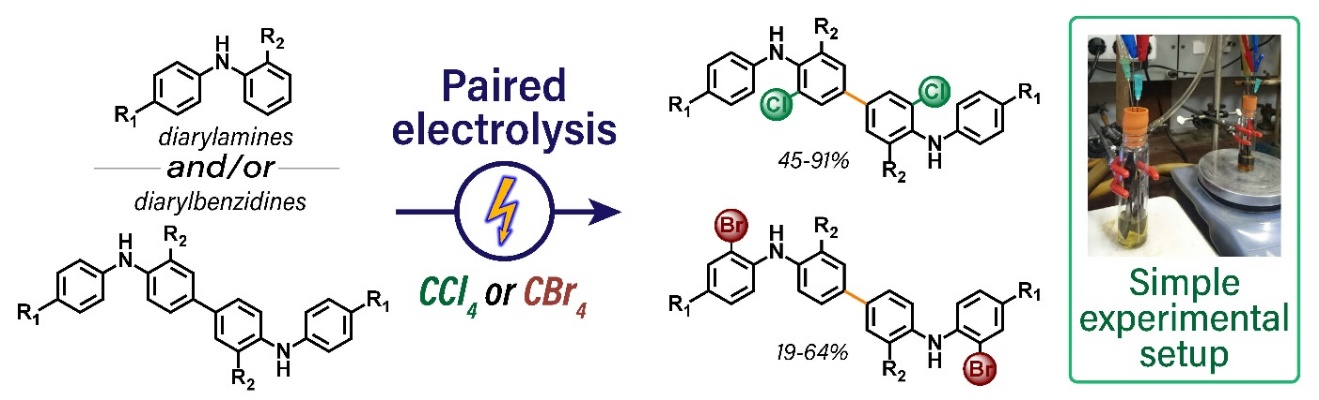 H
N
R2
R1
diarylamines
and/or
diarylbenzidines
H
N
R2
R1
R1
N
H
R2
Paired
electrolysis
CCl4 or CBr4
H
N
R2
Cl
R1
Cl
R1
N
H
R2
45-91%
Br
H
N
R2
R1
R1
N
H
R2
Br
19-64%
Simple
experimental
setup